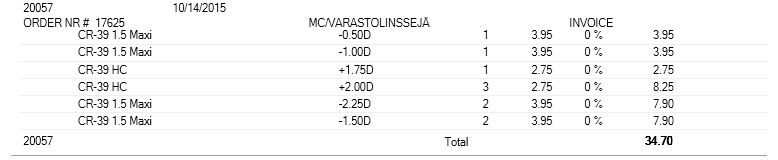 20057 10/14/2015
ORDER NR # 17625 MC/VARASTOLINSSEJÄ INVOICE
CR-39 1.5 Maxi -0.50D 1 3.95 0 % 3.95
CR-39 1.5 Maxi -1.00D 1 3.95 0 % 3.95
CR-39 HC +1.75D 1 2.75 0 % 2.75
CR-39 HC +2.00D 3 2.75 0 % 8.25
CR-39 1.5 Maxi -2.25D 2 3.95 0 % 7.90
CR-39 1.5 Maxi -1.50D 2 3.95 0 % 7.90
20057 Total 34.70